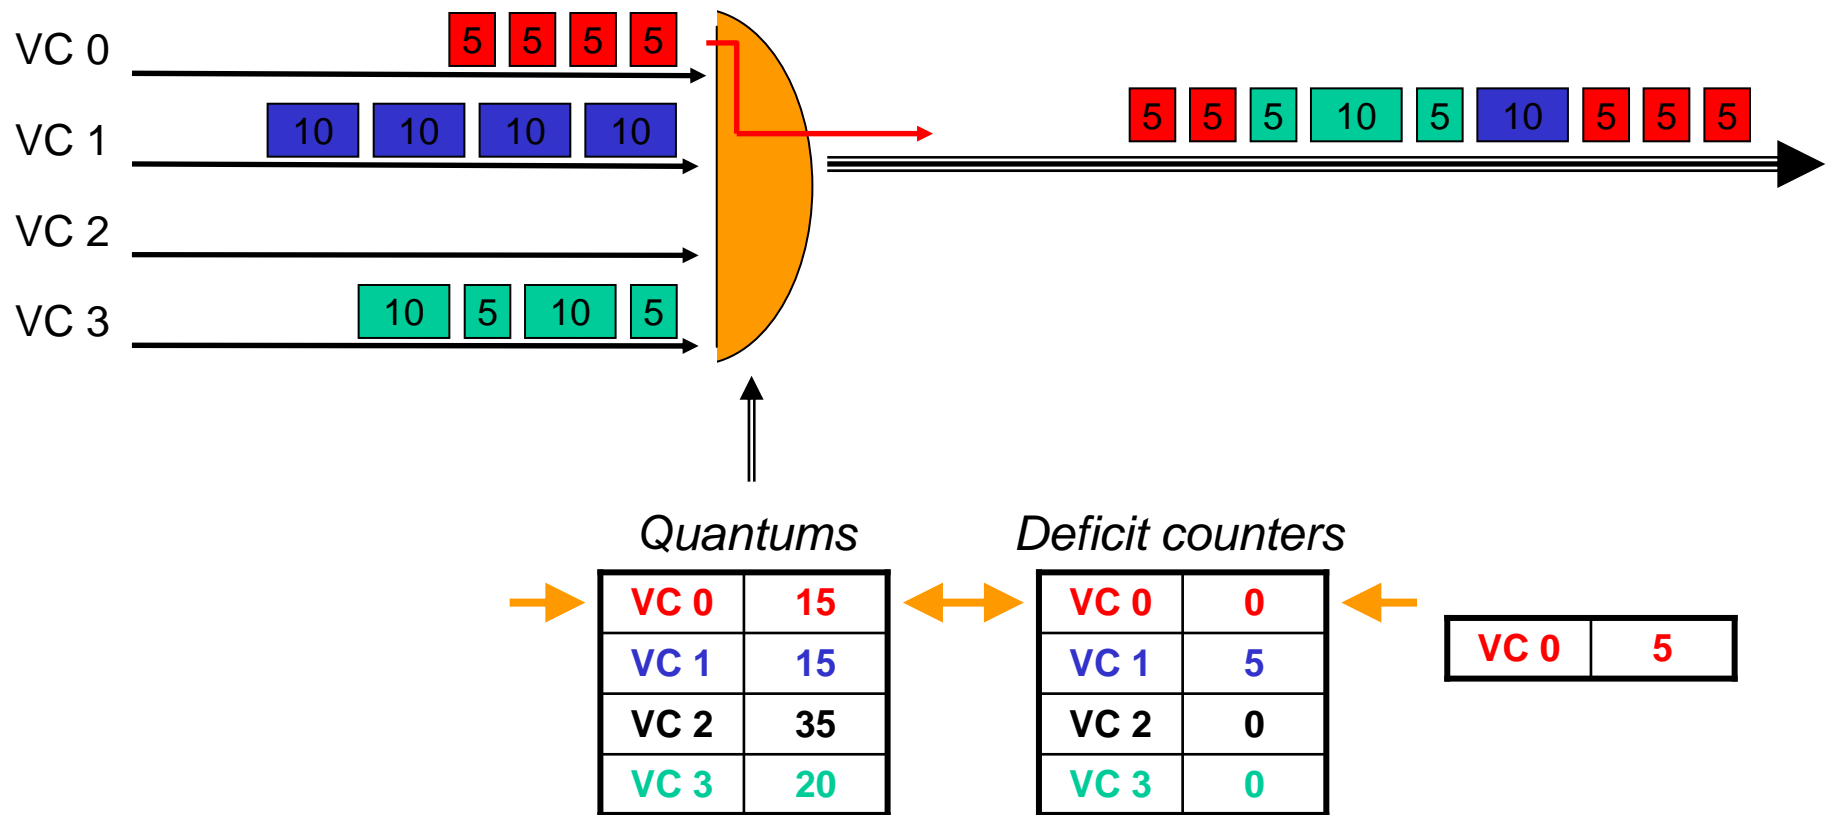 VC 0 5 5 5 5
5 5 5 10 5 10 5 5 5
VC 1 10 10 10 10
VC 2
VC 3 10 5 10 5
Quantums Deficit counters
VC 0 15 VC 0 0
VC 0 5
VC 1 15 VC 1 5
VC 2 35 VC 2 0
VC 3 20 VC 3 0